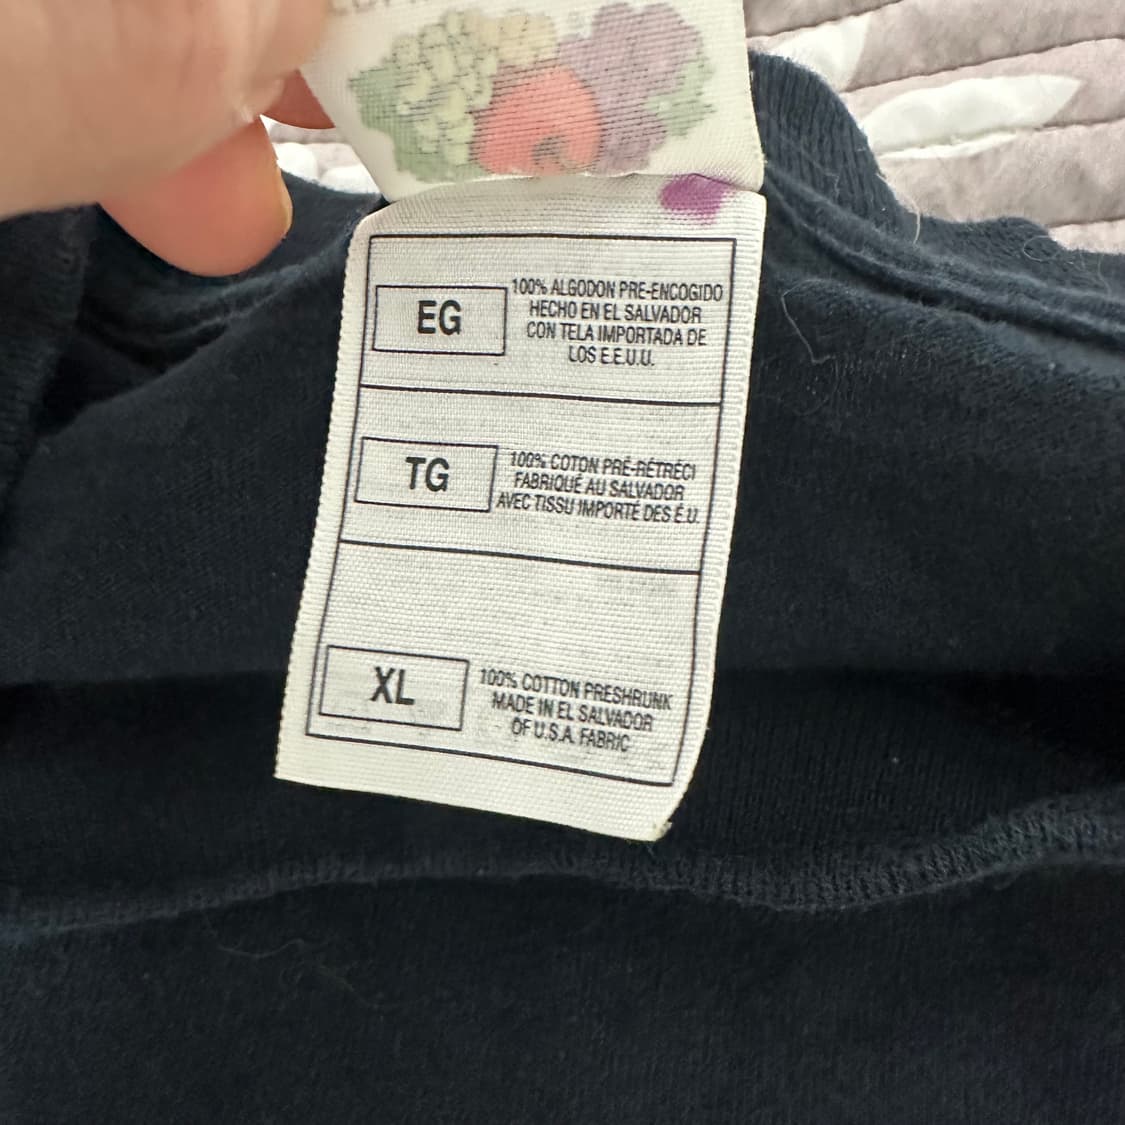 EG
100% ALGODON PRE-ENCOGIDO
HECHO EN EL SALVADOR
CON TELA IMPORTADA DE
LOS E.E.U.U.
TG
100% COTON PRÉ-RÉTRÉCI
FABRIQUÉ AU SALVADOR
AVEC TISSU IMPORTÉ DES É.U.
XL
100% COTTON PRESHRUNK
MADE IN EL SALVADOR
OF U.S.A. FABRIC